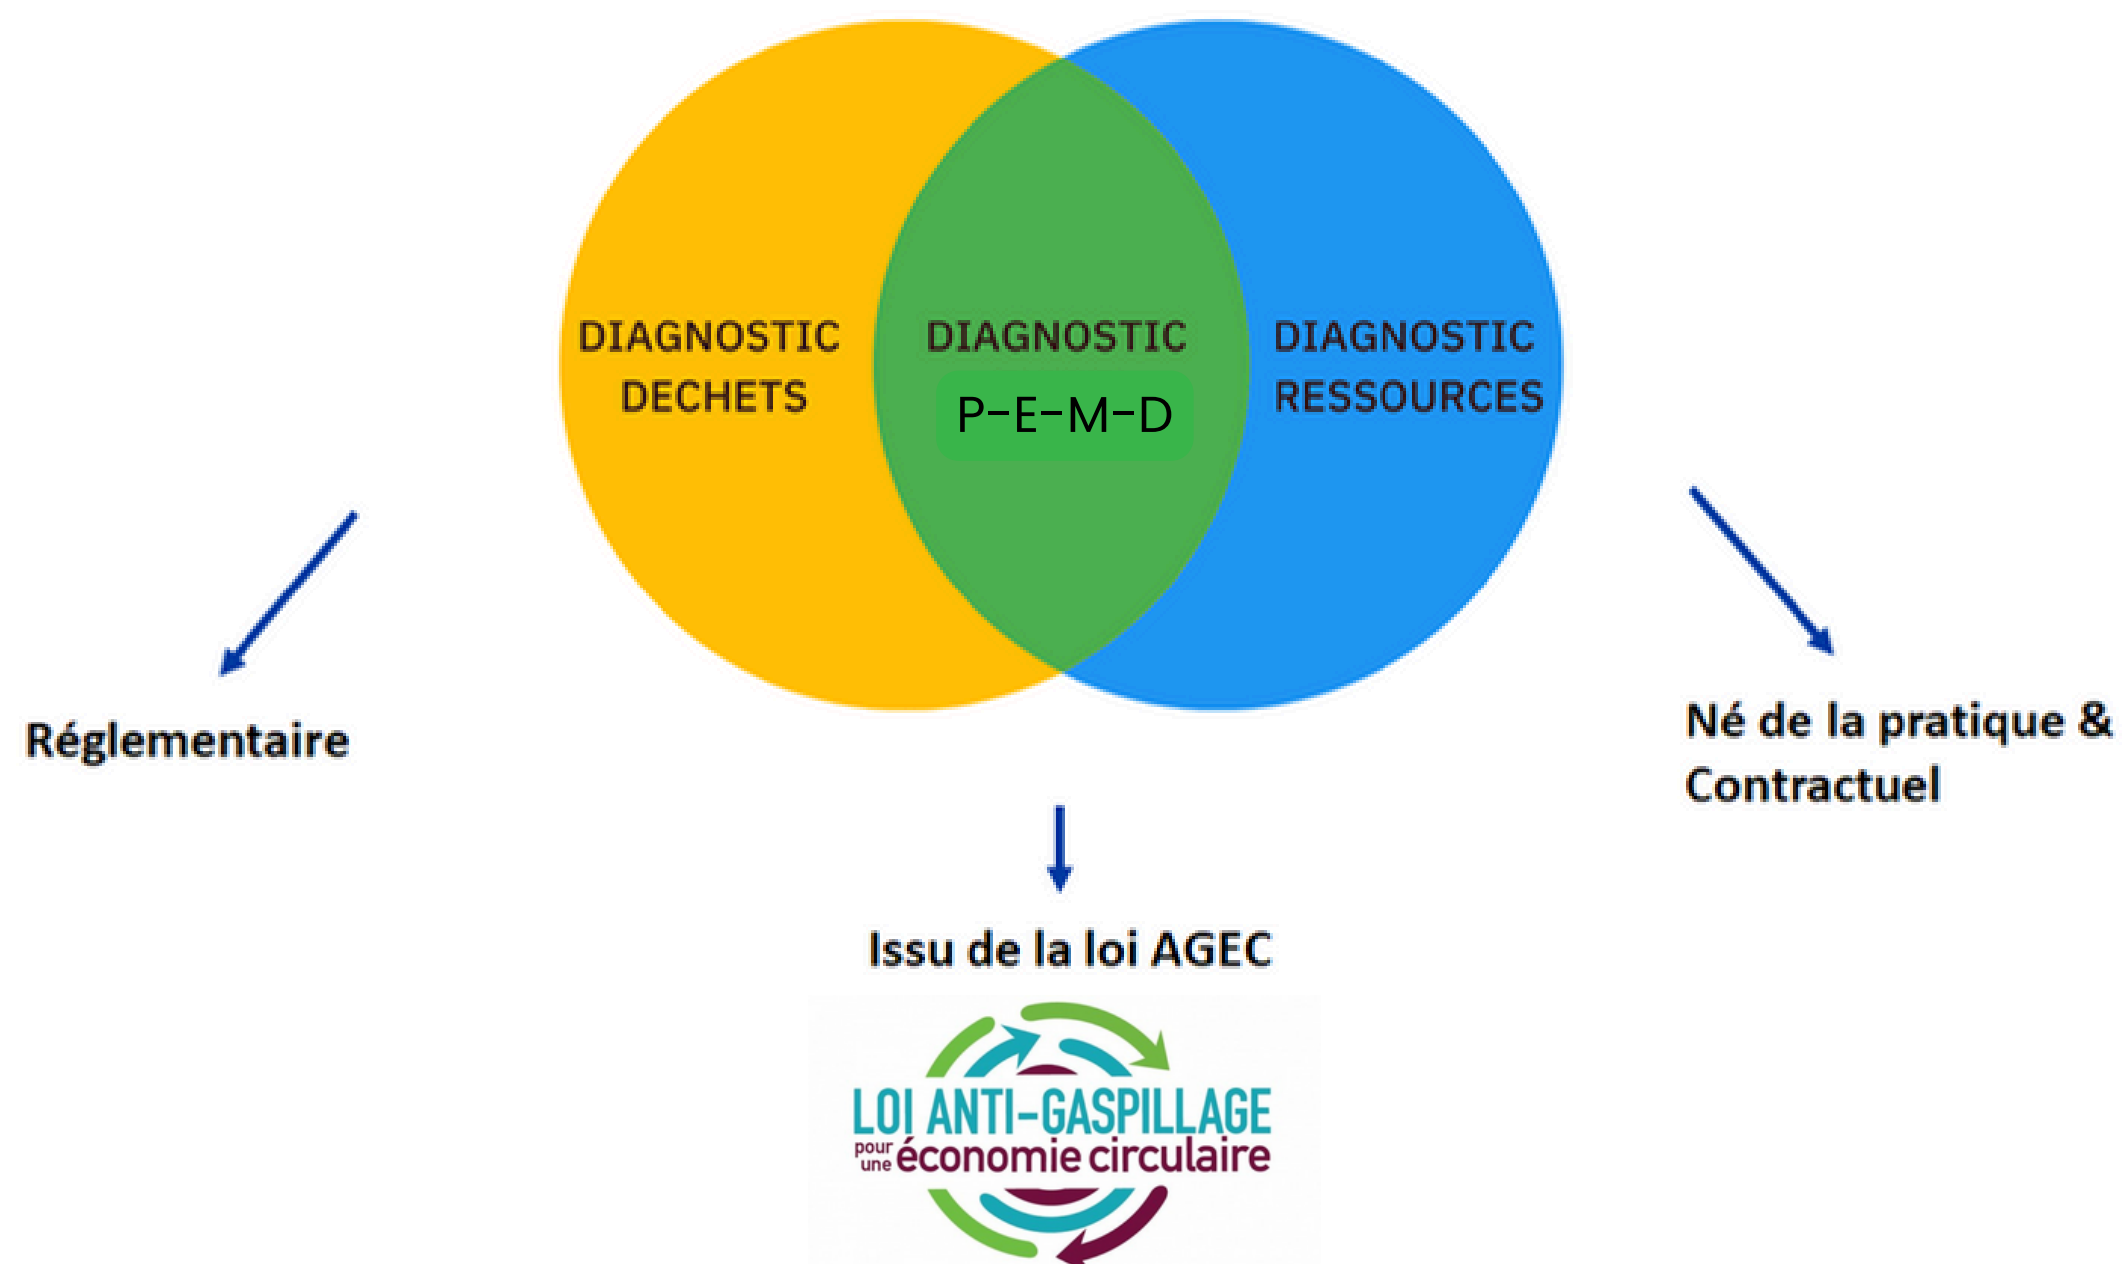 DIAGNOSTIC
DECHETS
DIAGNOSTIC
P-E-M-D
DIAGNOSTIC
RESSOURCES
Réglementaire
Né de la pratique &
Contractuel
Issu de la loi AGEC
LOI ANTI-GASPILLAGE
pour une économie circulaire